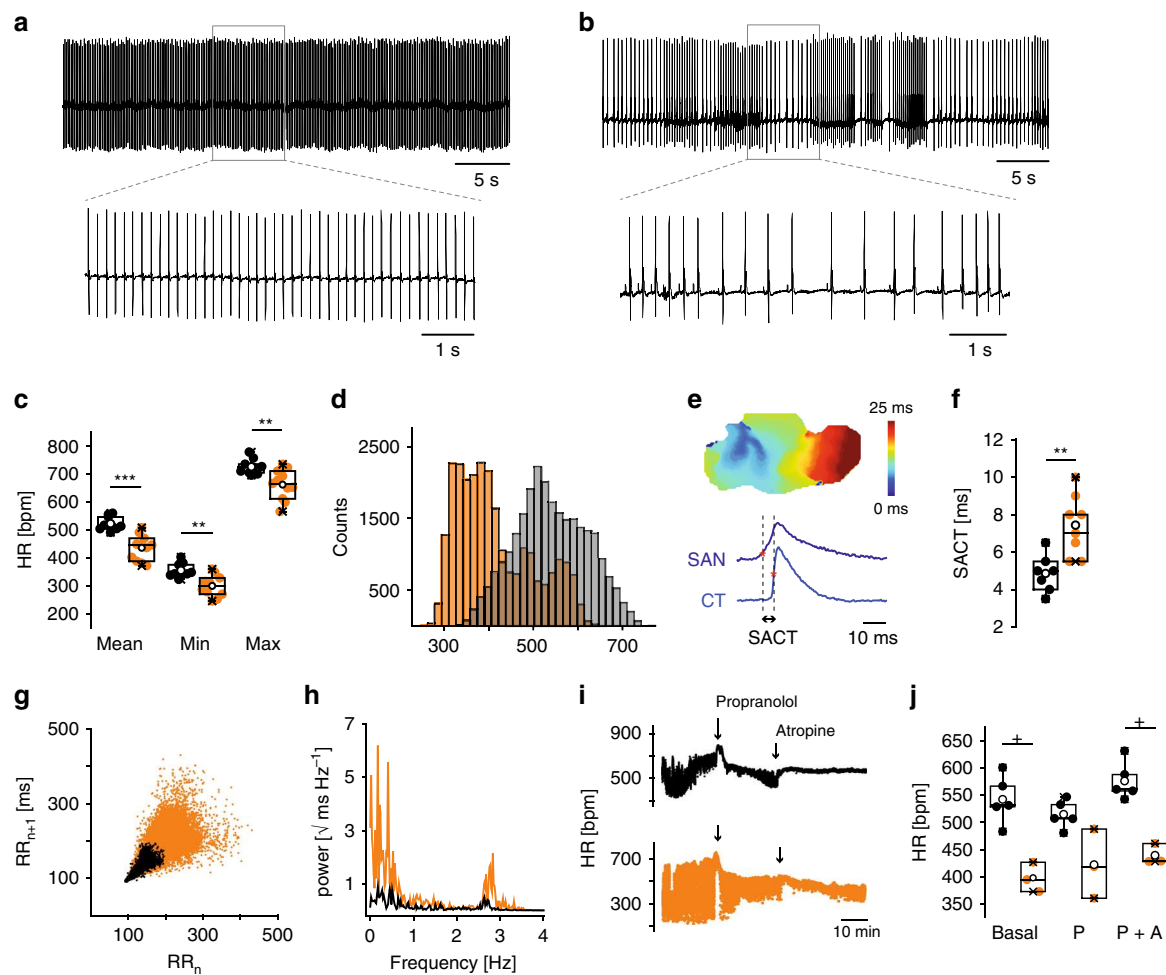 a
b
5 s
5 s
1 s
1 s
c
d
e
f
HR [bpm]
800
700
600
500
400
300
200
***
**
**
Mean
Min
Max
Counts
2500
1500
500
300
500
700
25 ms
0 ms
SAN
CT
SACT
10 ms
SACT [ms]
12
10
8
6
4
2
**
g
h
i
j
RRn+1 [ms]
500
300
100
100
300
500
RRn
power [√ ms Hz−1]
7
5
3
1
0
1
2
3
4
Frequency [Hz]
HR [bpm]
Propranolol
Atropine
900
500
700
300
10 min
HR [bpm]
650
600
550
500
450
400
350
+
+
Basal
P
P + A